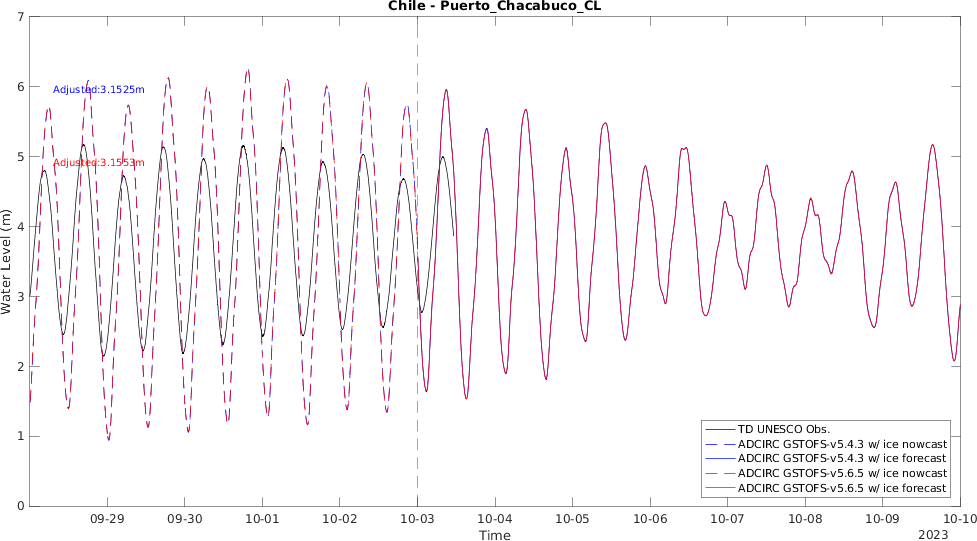 Chile - Puerto_Chacabuco_CL
7
6
5
4
3
2
1
0
Water Level (m)
Adjusted:3.1525m
Adjusted:3.1553m
TD UNESCO Obs.
ADCIRC GSTOFS-v5.4.3 w/ ice nowcast
ADCIRC GSTOFS-v5.4.3 w/ ice forecast
ADCIRC GSTOFS-v5.6.5 w/ ice nowcast
ADCIRC GSTOFS-v5.6.5 w/ ice forecast
09-29 09-30 10-01 10-02 10-03 10-04 10-05 10-06 10-07 10-08 10-09 10-10
Time
2023